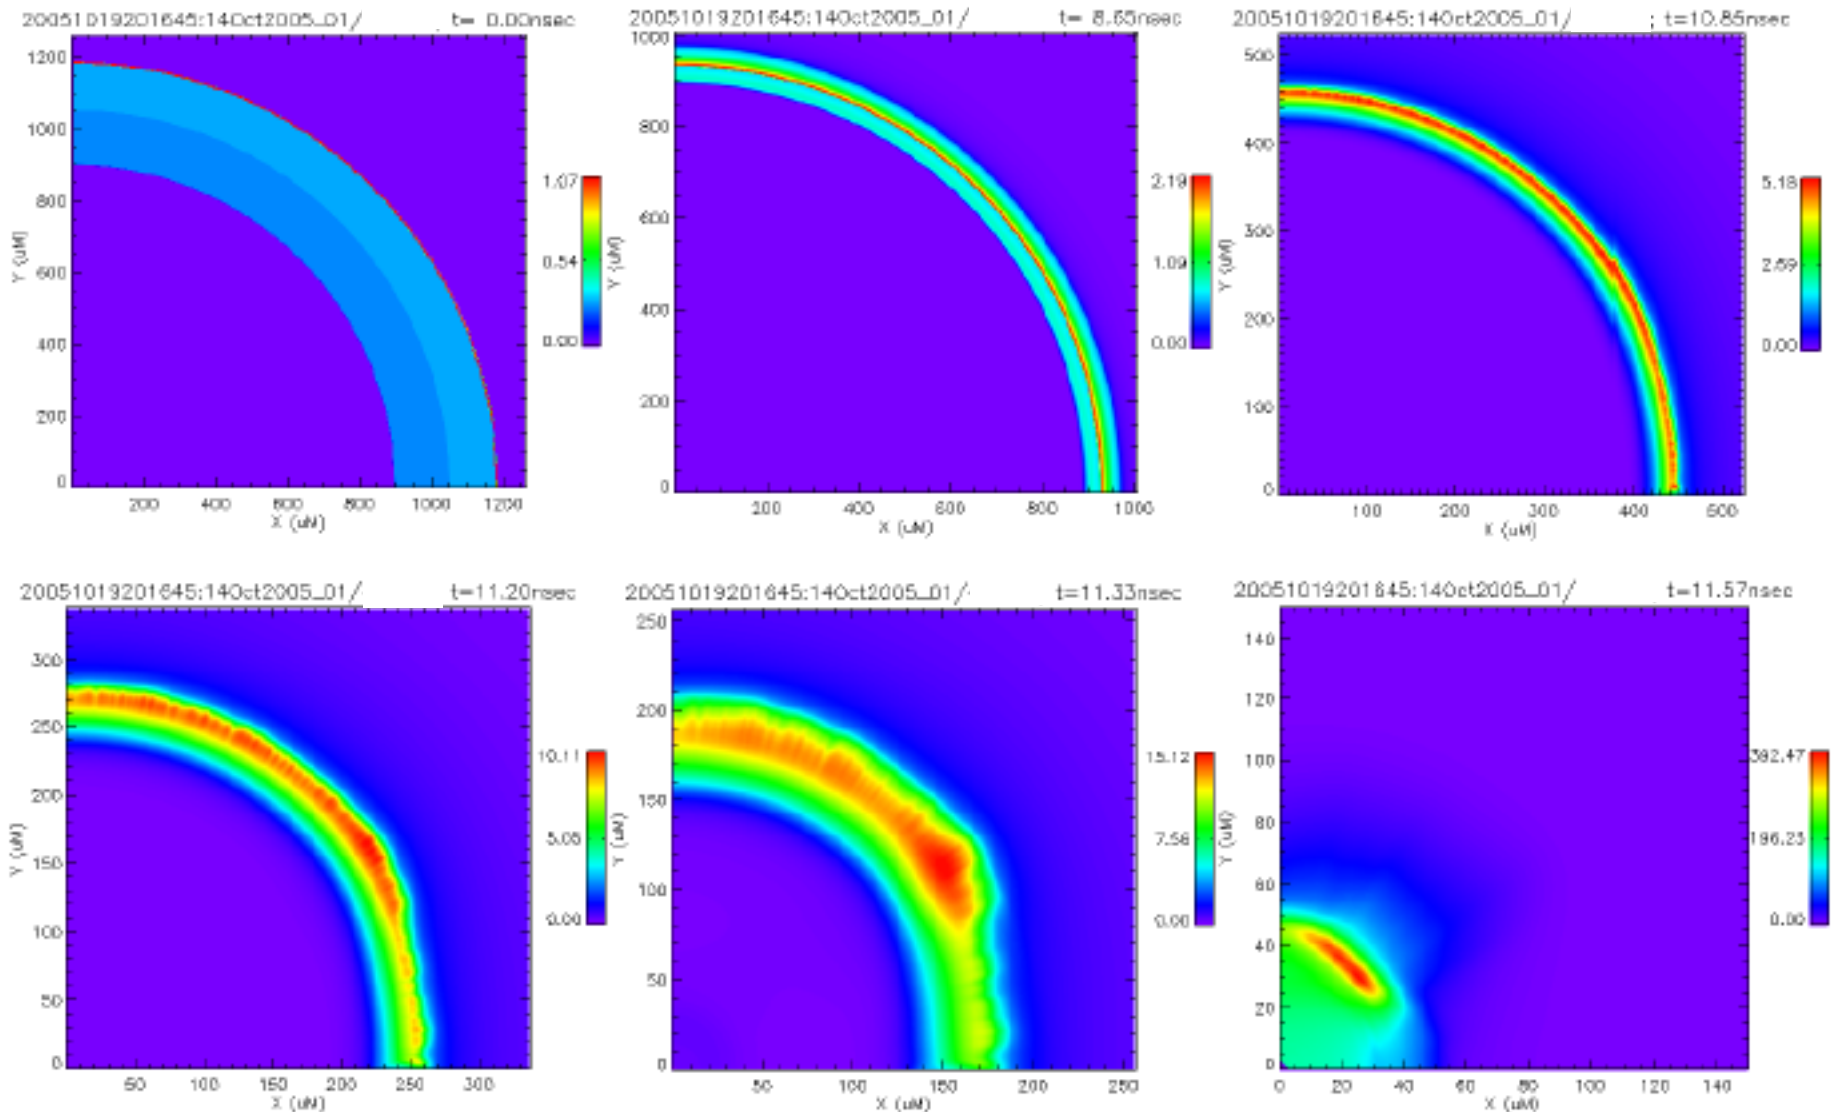 20051019201645:14Oct2005_01/ t= 0.00nsec
1200
1000
800
600
400
200
0
Y (uM)
200 400 600 800 1000 1200
X (uM)
1.07
0.54
0.00
20051019201645:14Oct2005_01/ t= 8.65nsec
1000
800
600
400
200
0
Y (uM)
200 400 600 800 1000
X (uM)
2.19
1.09
0.00
20051019201645:14Oct2005_01/ ; t=10.85nsec
500
400
300
200
100
0
Y (uM)
100 200 300 400 500
X (uM)
5.18
2.59
0.00
20051019201645:14Oct2005_01/ t=11.20nsec
300
250
200
150
100
50
0
Y (uM)
50 100 150 200 250 300
X (uM)
10.11
5.05
0.00
20051019201645:14Oct2005_01/ t=11.33nsec
250
200
150
100
50
0
Y (uM)
50 100 150 200 250
X (uM)
15.12
7.56
0.00
20051019201645:14Oct2005_01/ t=11.57nsec
140
120
100
80
60
40
20
0
Y (uM)
0 20 40 60 80 100 120 140
X (uM)
392.47
196.23
0.00